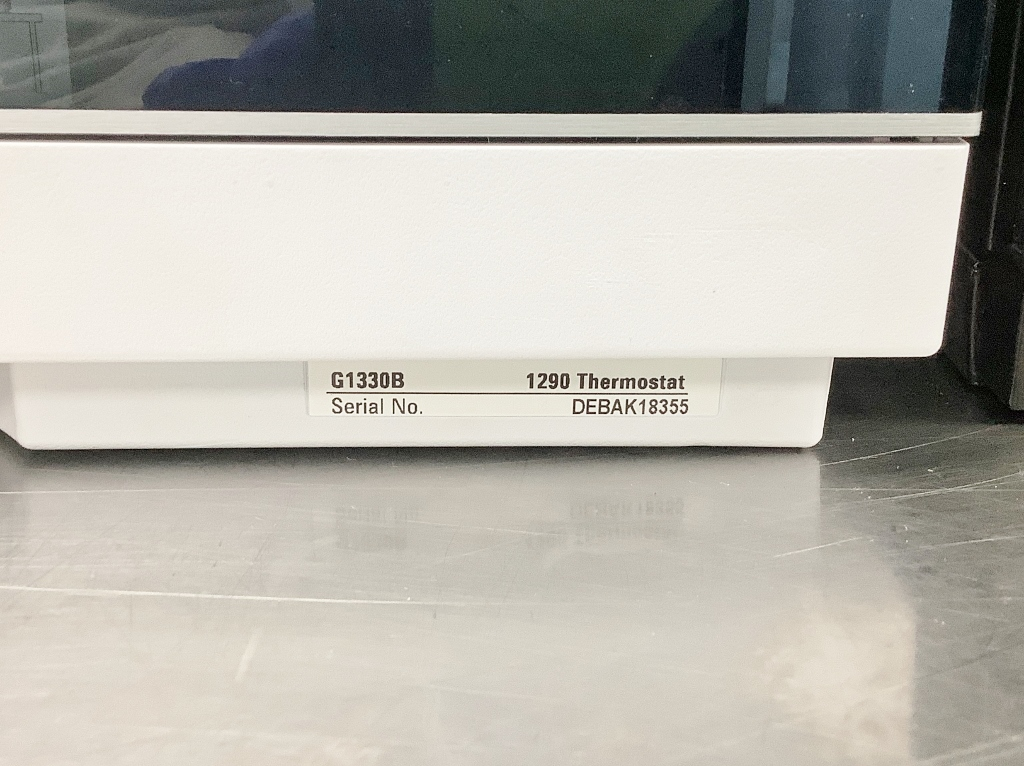 G1330B 1290 Thermostat
Serial No. DEBAK18355